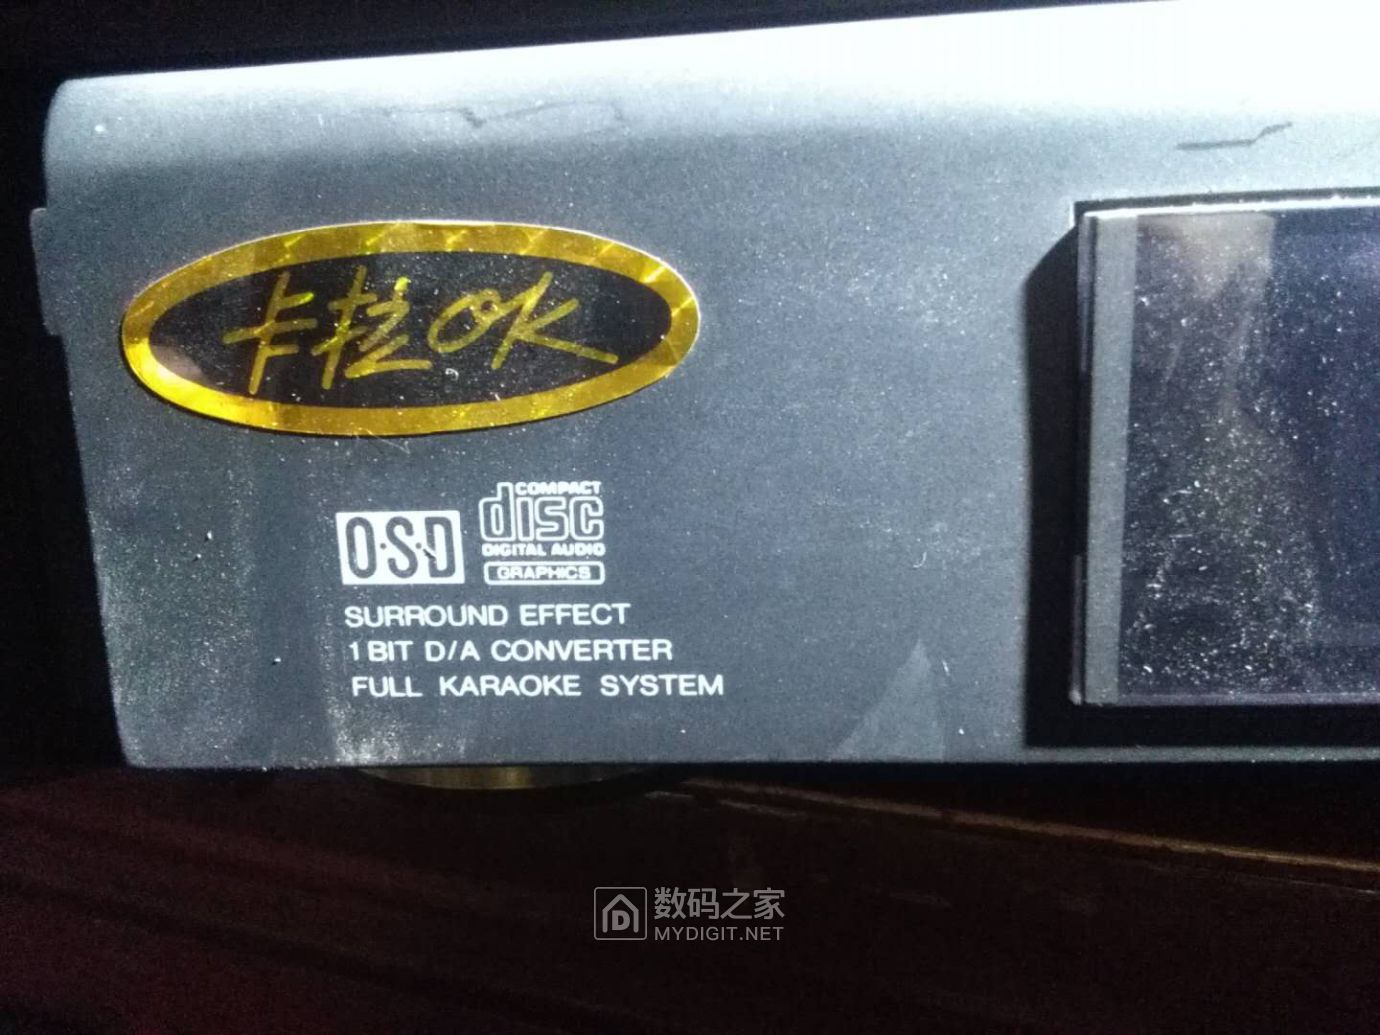 卡拉OK
O·S·D
COMPACT
disc
DIGITAL AUDIO
GRAPHICS
SURROUND EFFECT
1 BIT D/A CONVERTER
FULL KARAOKE SYSTEM
数码之家
MYDIGIT.NET